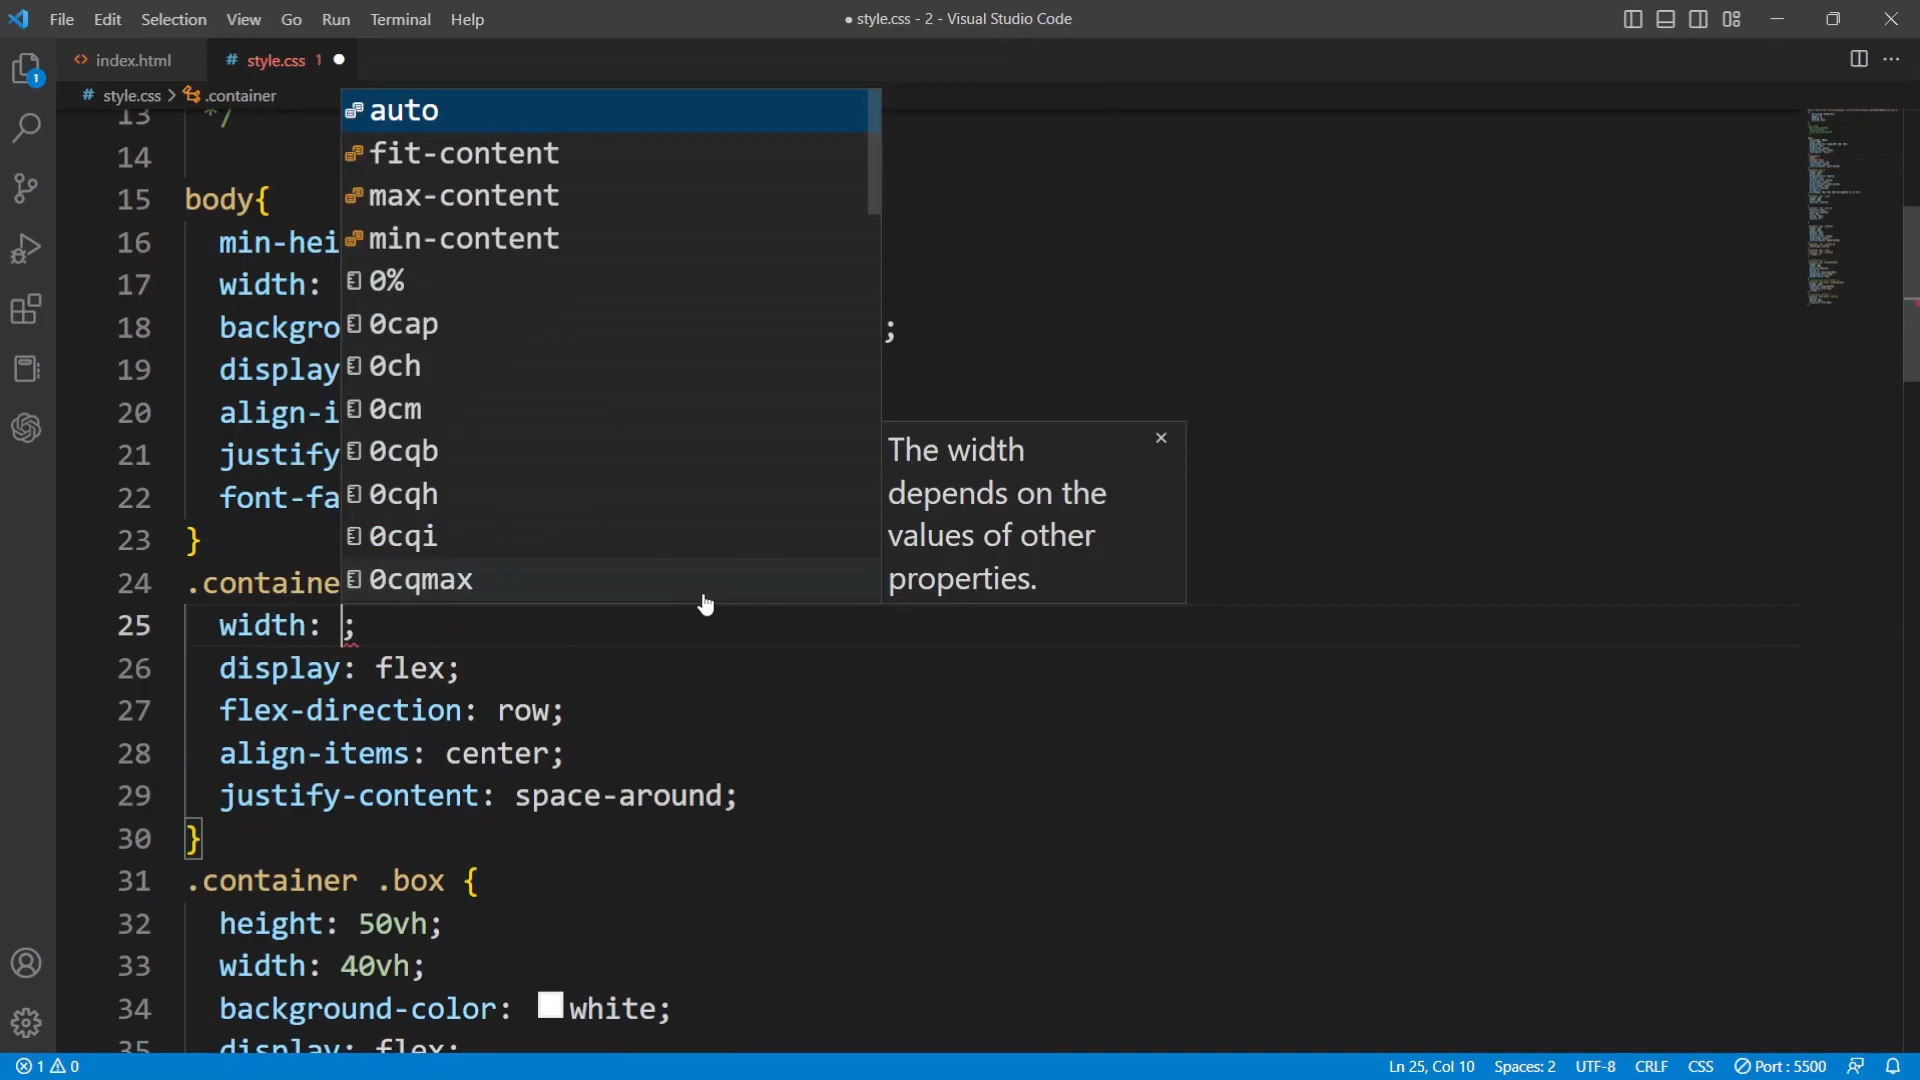 File Edit Selection View Go Run Terminal Help
● style.css - 2 - Visual Studio Code
1
<> index.html
# style.css 1 ●
# style.css > .container
13 */
14
15 body{
16 min-hei
17 width:
18 backgro ;
19 display
20 align-i
21 justify
22 font-fa
23 }
24 .containe
25 width: ;
26 display: flex;
27 flex-direction: row;
28 align-items: center;
29 justify-content: space-around;
30 }
31 .container .box {
32 height: 50vh;
33 width: 40vh;
34 background-color: white;
35 display: flex;
auto
fit-content
max-content
min-content
0%
0cap
0ch
0cm
0cqb
0cqh
0cqi
0cqmax
The width
depends on the
values of other
properties.
1 0
Ln 25, Col 10 Spaces: 2 UTF-8 CRLF CSS Port : 5500